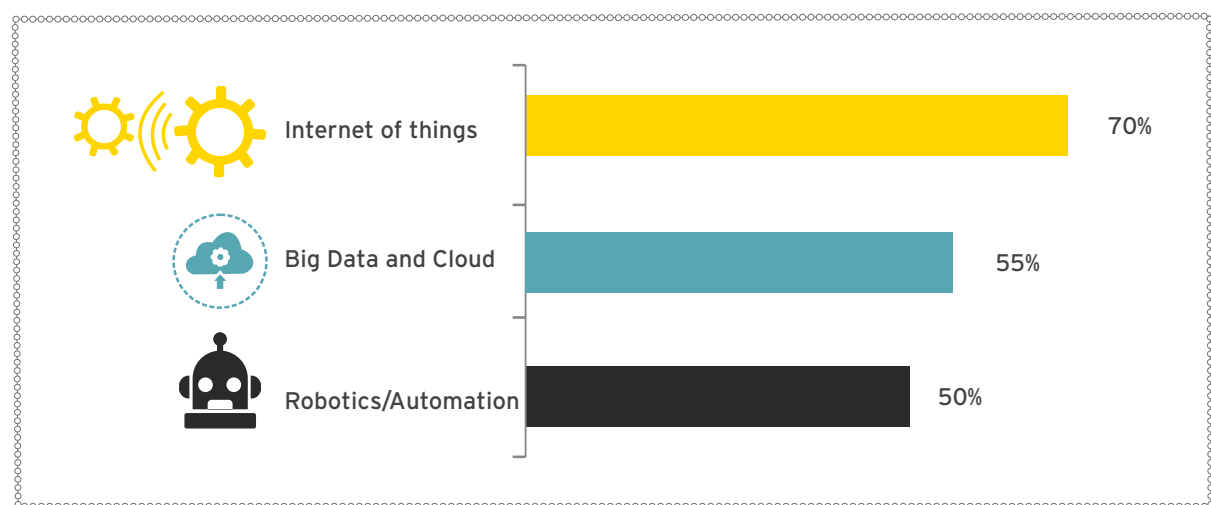 Internet of things
70%
Big Data and Cloud
55%
Robotics/Automation
50%